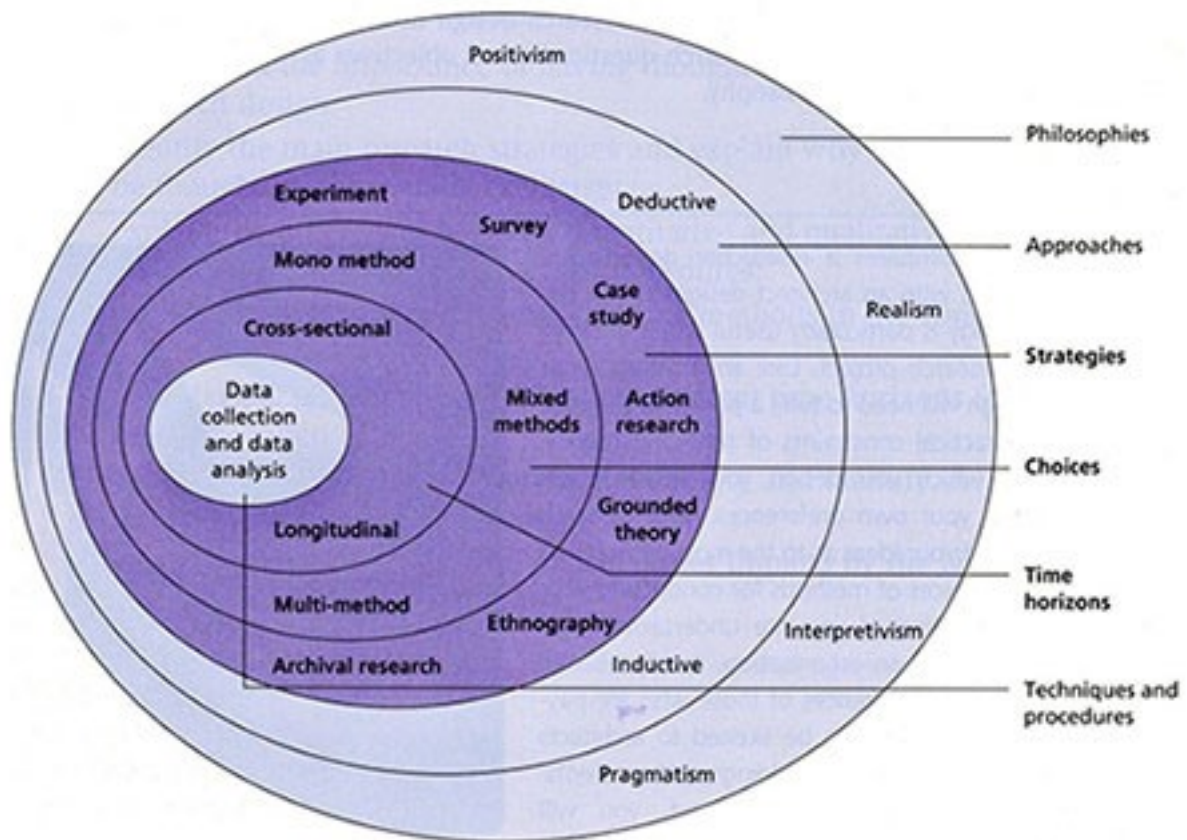 Positivism
Philosophies
Experiment
Survey
Deductive
Approaches
Mono method
Case
study
Realism
Cross-sectional
Strategies
Data
collection
and data
analysis
Mixed
methods
Action
research
Choices
Longitudinal
Grounded
theory
Time
horizons
Multi-method
Ethnography
Interpretivism
Archival research
Inductive
Techniques and
procedures
Pragmatism